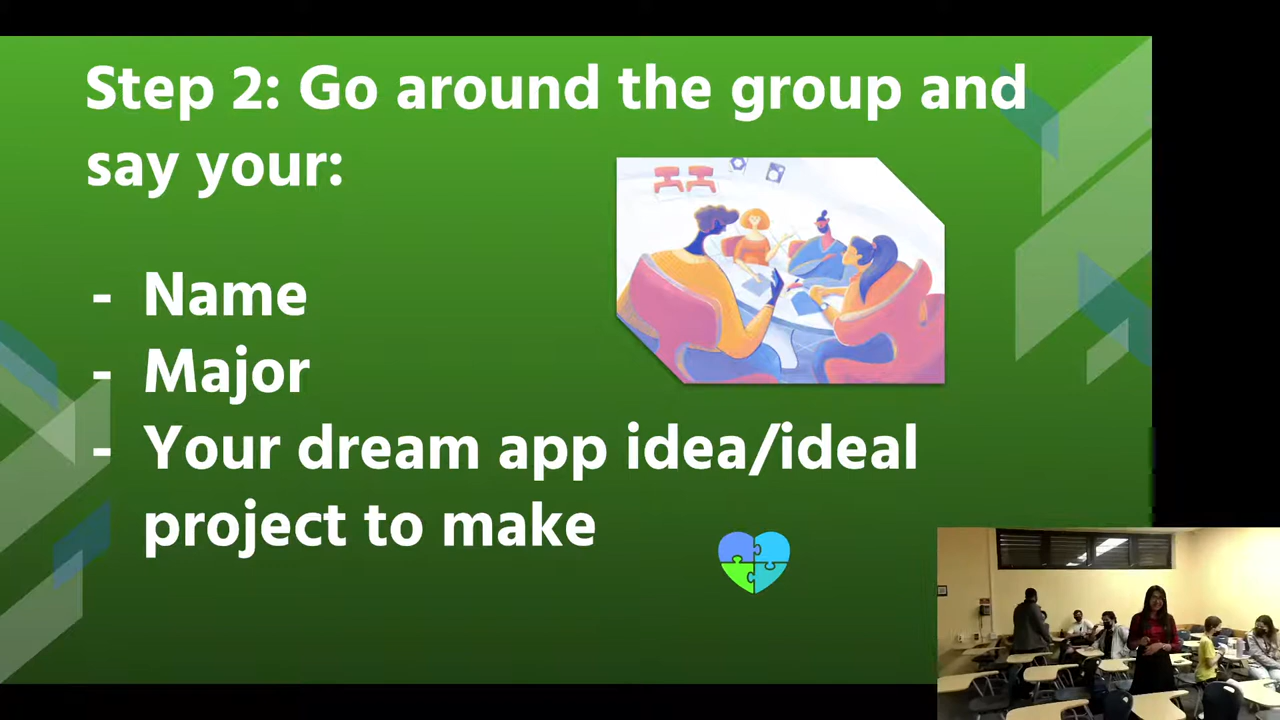 Step 2: Go around the group and
say your:
- Name
- Major
- Your dream app idea/ideal
project to make